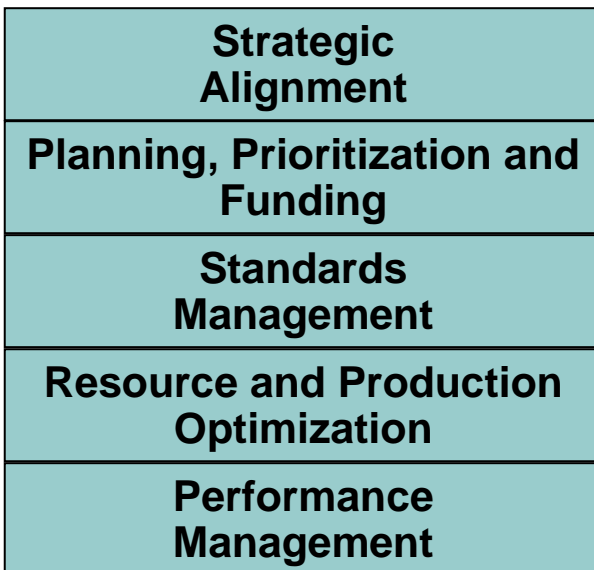 Strategic
Alignment
Planning, Prioritization and
Funding
Standards
Management
Resource and Production
Optimization
Performance
Management